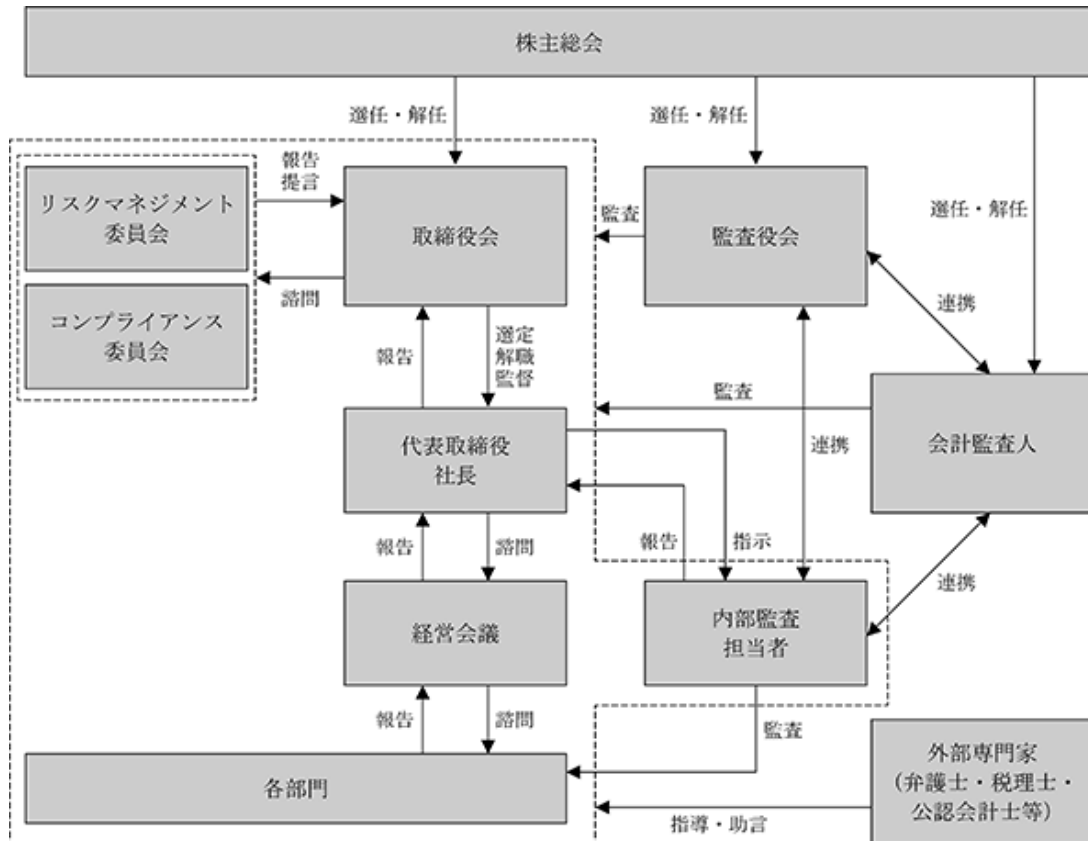 株主総会
選任・解任
選任・解任
選任・解任
リスクマネジメント
委員会
コンプライアンス
委員会
報告
提言
諮問
取締役会
監査
監査役会
連携
報告
選定
解職
監督
監査
連携
会計監査人
代表取締役
社長
報告
諮問
報告
指示
連携
経営会議
内部監査
担当者
報告
諮問
監査
各部門
外部専門家
(弁護士・税理士・
公認会計士等)
指導・助言